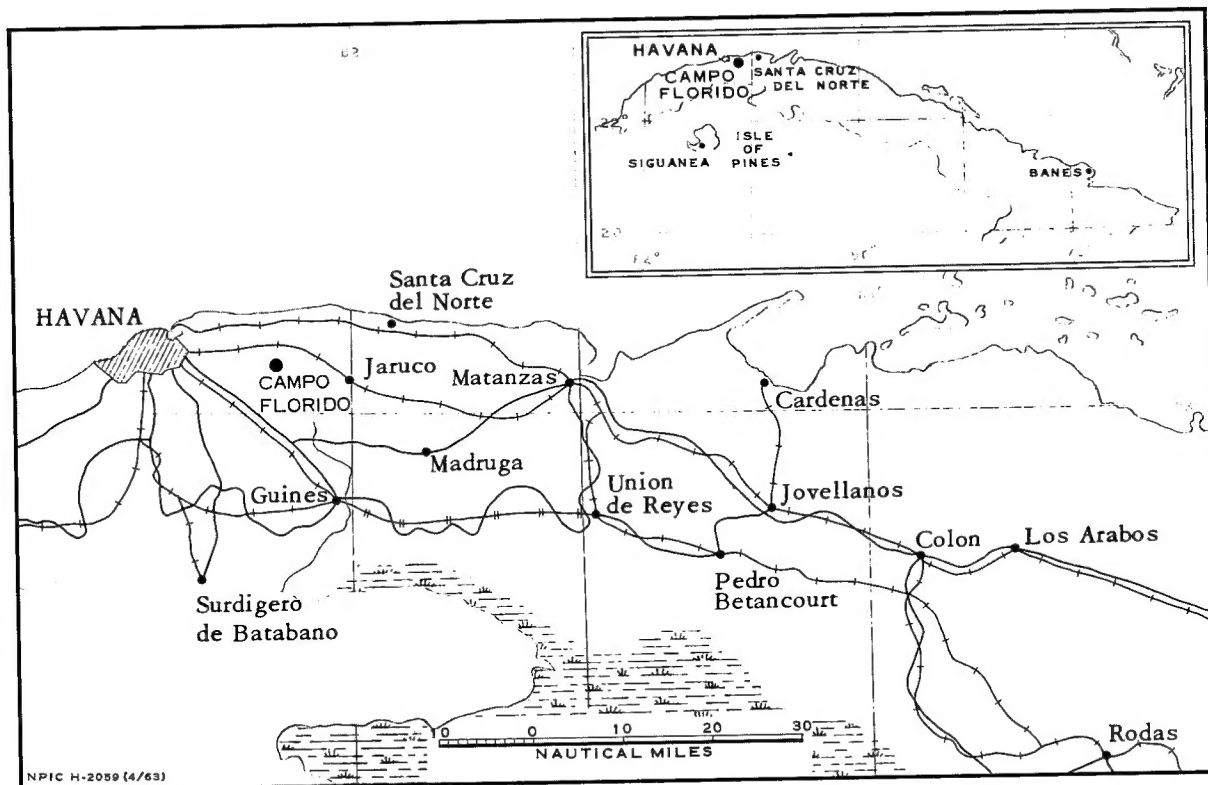 82
HAVANA
CAMPO
FLORIDO
SANTA CRUZ
DEL NORTE
22°
SIGUANEA
ISLE
OF
PINES
BANES
20
Santa Cruz
del Norte
HAVANA
CAMPO
FLORIDO
Jaruco
Matanzas
Cardenas
Madruga
Guines
Union
de Reyes
Jovellanos
Colon
Los Arabos
Surdigerò
de Batabano
Pedro
Betancourt
Rodas
10 0 10 20 30
NAUTICAL MILES
NPIC H-2059 (4/63)